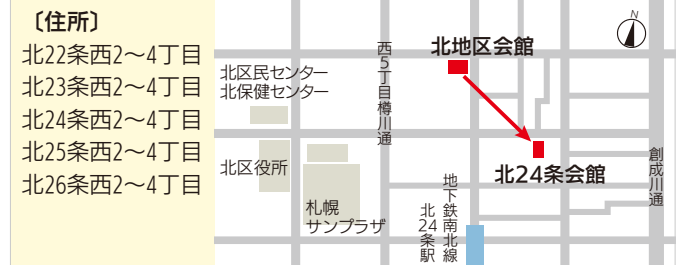 〔住所〕
北22条西2～4丁目
北23条西2～4丁目
北24条西2～4丁目
北25条西2～4丁目
北26条西2～4丁目
N
北地区会館
西5丁目樽川通
北区民センター
北保健センター
北24条会館
創成川通
北区役所
札幌
サンプラザ
地下鉄南北線
北24条駅